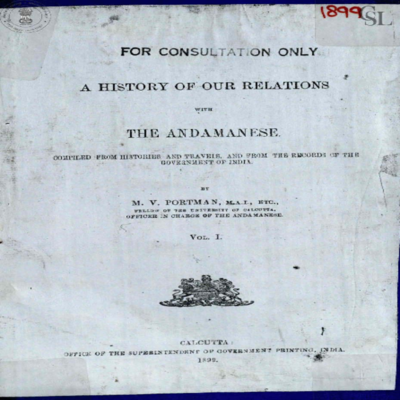 1899
SL
FOR CONSULTATION ONLY
A HISTORY OF OUR RELATIONS
WITH
THE ANDAMANESE.
COMPILED FROM HISTORIES AND TRAVELS, AND FROM THE RECORDS OF THE
GOVERNMENT OF INDIA.
BY
M. V. PORTMAN, M.A.I., ETC.,
FELLOW OF THE UNIVERSITY OF CALCUTTA,
OFFICER IN CHARGE OF THE ANDAMANESE.
VOL. I.
CALCUTTA:
OFFICE OF THE SUPERINTENDENT OF GOVERNMENT PRINTING, INDIA.
1899.